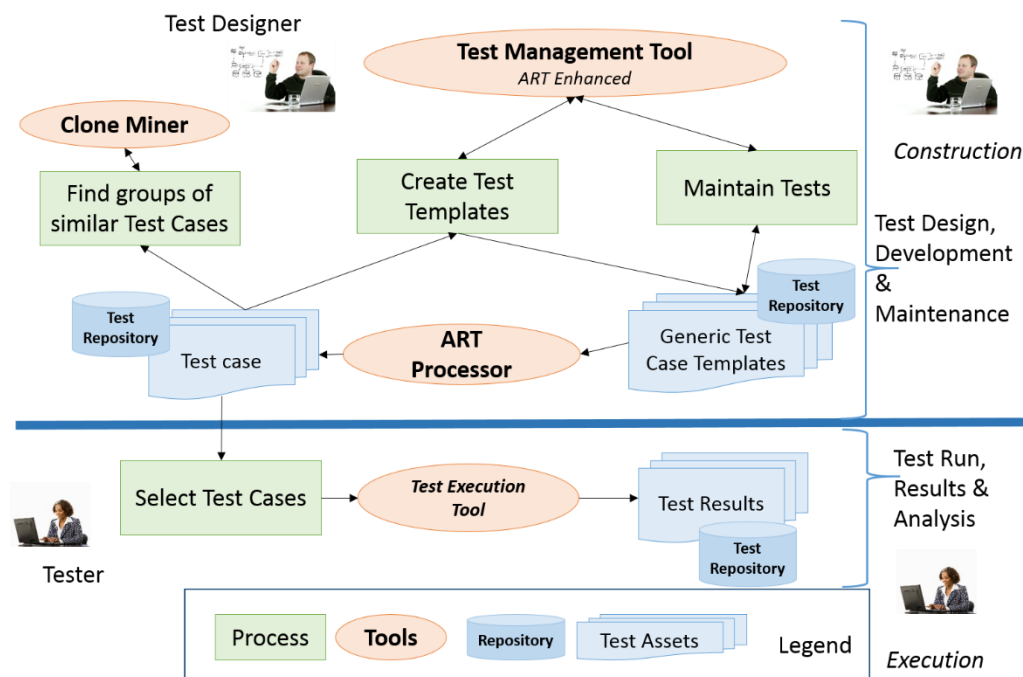 Test Designer
Test Management Tool
ART Enhanced
Clone Miner
Construction
Find groups of
similar Test Cases
Create Test
Templates
Maintain Tests
Test Design,
Development
&
Maintenance
Test
Repository
Test case
ART
Processor
Test
Repository
Generic Test
Case Templates
Select Test Cases
Test Execution
Tool
Test Results
Test
Repository
Test Run,
Results &
Analysis
Tester
Process
Tools
Repository
Test Assets
Legend
Execution